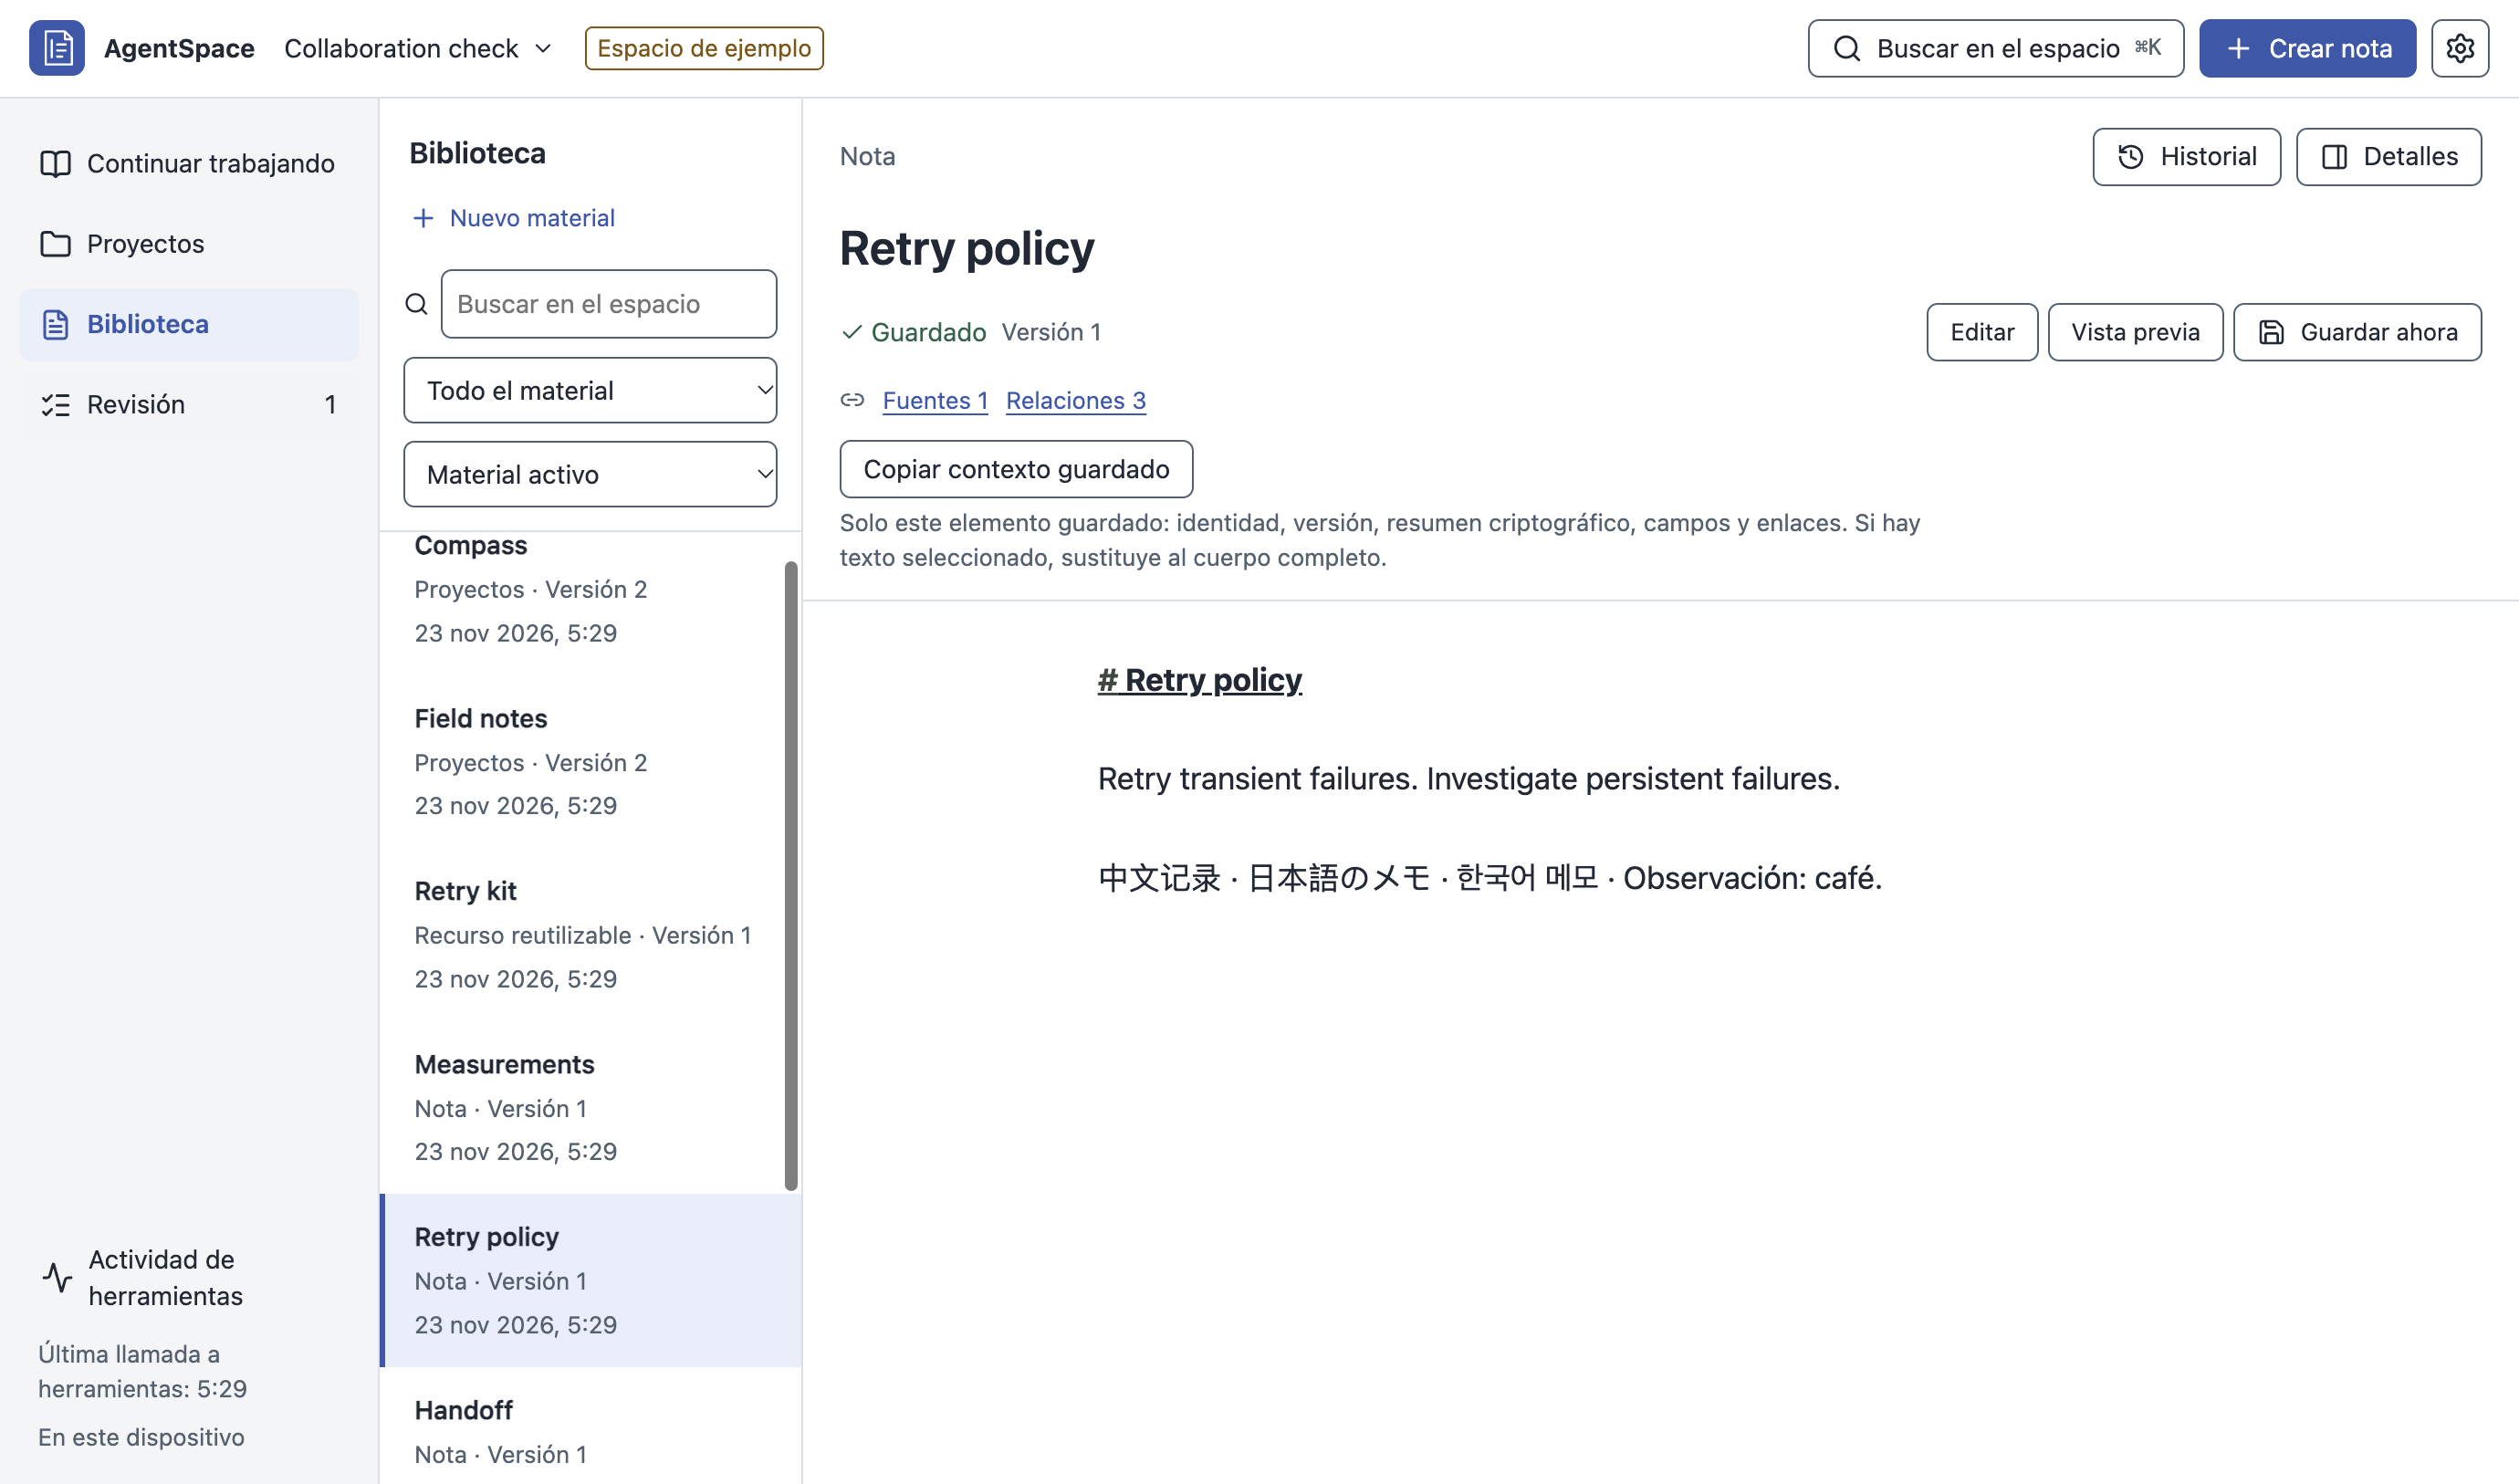 AgentSpace
Collaboration check
Espacio de ejemplo
Buscar en el espacio ⌘K
Crear nota
Continuar trabajando
Proyectos
Biblioteca
Revisión 1
Actividad de
herramientas
Última llamada a
herramientas: 5:29
En este dispositivo
Biblioteca
Nuevo material
Buscar en el espacio
Todo el material
Material activo
Compass
Proyectos · Versión 2
23 nov 2026, 5:29
Field notes
Proyectos · Versión 2
23 nov 2026, 5:29
Retry kit
Recurso reutilizable · Versión 1
23 nov 2026, 5:29
Measurements
Nota · Versión 1
23 nov 2026, 5:29
Retry policy
Nota · Versión 1
23 nov 2026, 5:29
Handoff
Nota · Versión 1
Nota
Historial
Detalles
Retry policy
Guardado Versión 1
Editar
Vista previa
Guardar ahora
Fuentes 1 Relaciones 3
Copiar contexto guardado
Solo este elemento guardado: identidad, versión, resumen criptográfico, campos y enlaces. Si hay
texto seleccionado, sustituye al cuerpo completo.
# Retry policy
Retry transient failures. Investigate persistent failures.
中文记录 · 日本語のメモ · 한국어 메모 · Observación: café.